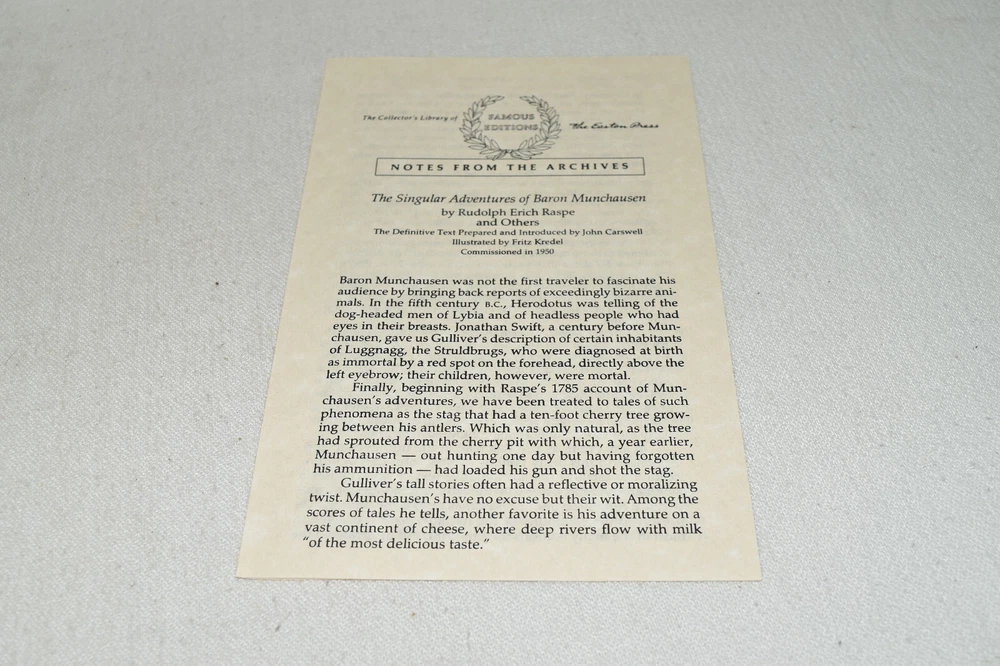 The Collector's Library of FAMOUS EDITIONS The Easton Press
NOTES FROM THE ARCHIVES
The Singular Adventures of Baron Munchausen
by Rudolph Erich Raspe
and Others
The Definitive Text Prepared and Introduced by John Carswell
Illustrated by Fritz Kredel
Commissioned in 1950
Baron Munchausen was not the first traveler to fascinate his
audience by bringing back reports of exceedingly bizarre ani-
mals. In the fifth century B.C., Herodotus was telling of the
dog-headed men of Lybia and of headless people who had
eyes in their breasts. Jonathan Swift, a century before Mun-
chausen, gave us Gulliver's description of certain inhabitants
of Luggnagg, the Struldbrugs, who were diagnosed at birth
as immortal by a red spot on the forehead, directly above the
left eyebrow; their children, however, were mortal.
Finally, beginning with Raspe's 1785 account of Mun-
chausen's adventures, we have been treated to tales of such
phenomena as the stag that had a ten-foot cherry tree grow-
ing between his antlers. Which was only natural, as the tree
had sprouted from the cherry pit with which, a year earlier,
Munchausen — out hunting one day but having forgotten
his ammunition — had loaded his gun and shot the stag.
Gulliver's tall stories often had a reflective or moralizing
twist. Munchausen's have no excuse but their wit. Among the
scores of tales he tells, another favorite is his adventure on a
vast continent of cheese, where deep rivers flow with milk
"of the most delicious taste."